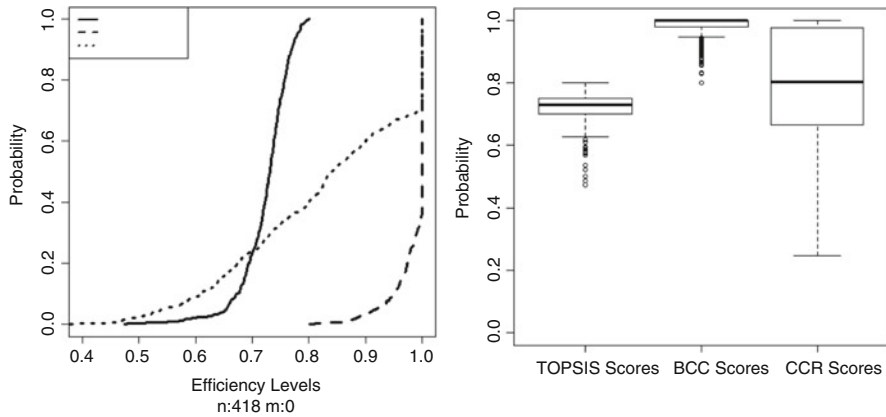 Probability
1.0
0.8
0.6
0.4
0.2
0.0
0.4 0.5 0.6 0.7 0.8 0.9 1.0
Efficiency Levels
n:418 m:0
Probability
1.0
0.8
0.6
0.4
0.2
0.0
TOPSIS Scores BCC Scores CCR Scores